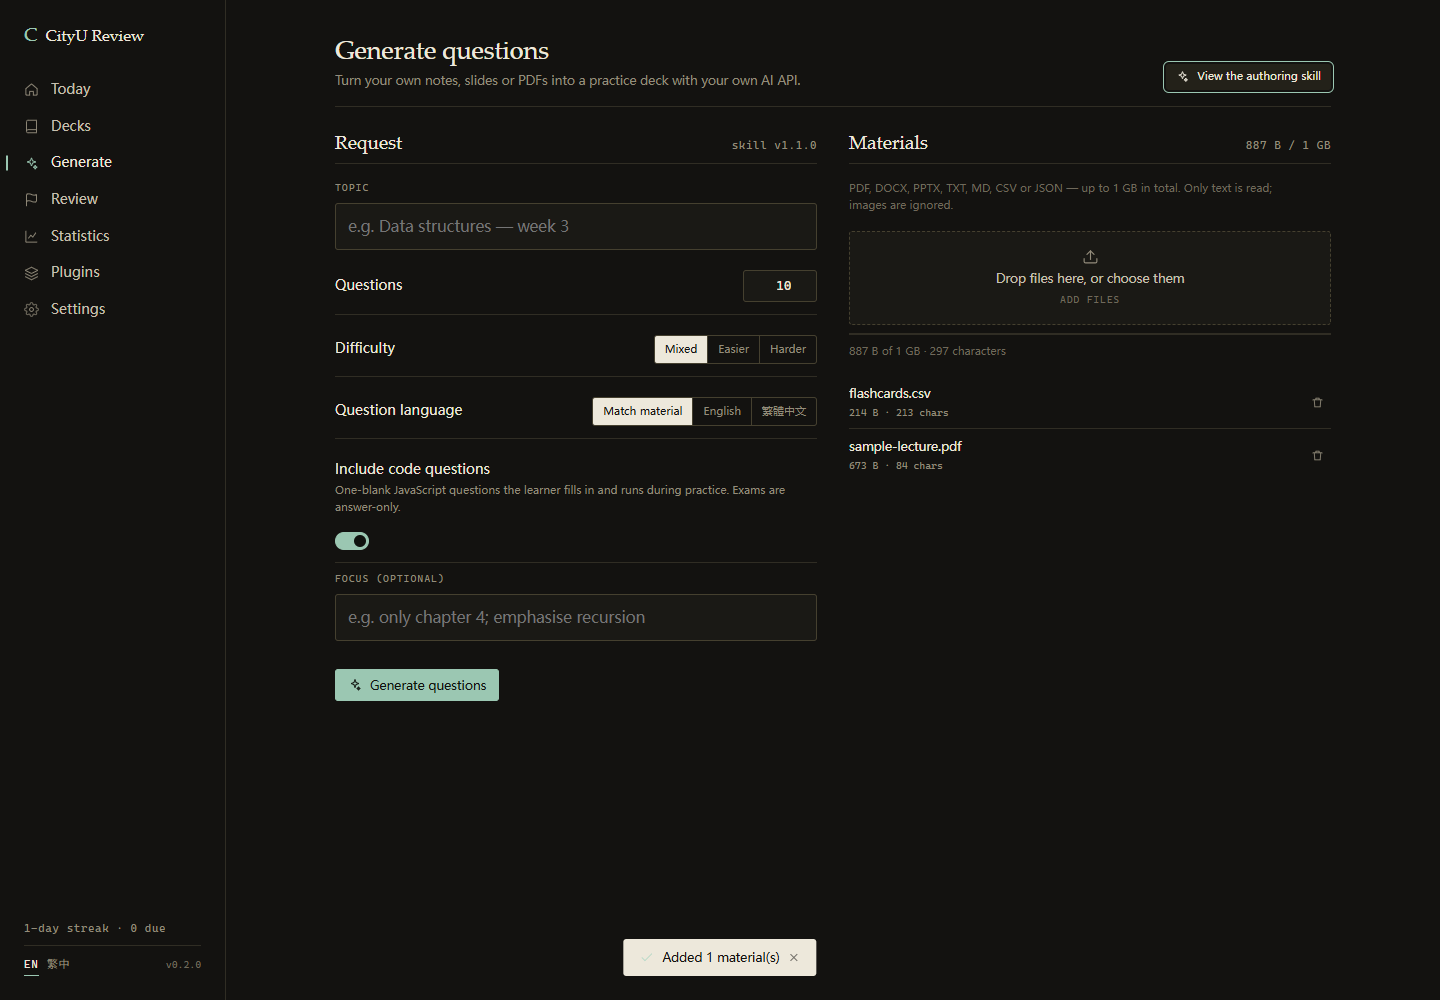 C CityU Review
Today
Decks
Generate
Review
Statistics
Plugins
Settings
1-day streak · 0 due
EN 繁中 v0.2.0
Generate questions
Turn your own notes, slides or PDFs into a practice deck with your own AI API.
View the authoring skill
Request skill v1.1.0
TOPIC
e.g. Data structures — week 3
Questions 10
Difficulty Mixed Easier Harder
Question language Match material English 繁體中文
Include code questions
One-blank JavaScript questions the learner fills in and runs during practice. Exams are
answer-only.
FOCUS (OPTIONAL)
e.g. only chapter 4; emphasise recursion
Generate questions
Materials 887 B / 1 GB
PDF, DOCX, PPTX, TXT, MD, CSV or JSON — up to 1 GB in total. Only text is read;
images are ignored.
Drop files here, or choose them
ADD FILES
887 B of 1 GB · 297 characters
flashcards.csv
214 B · 213 chars
sample-lecture.pdf
673 B · 84 chars
Added 1 material(s) ×